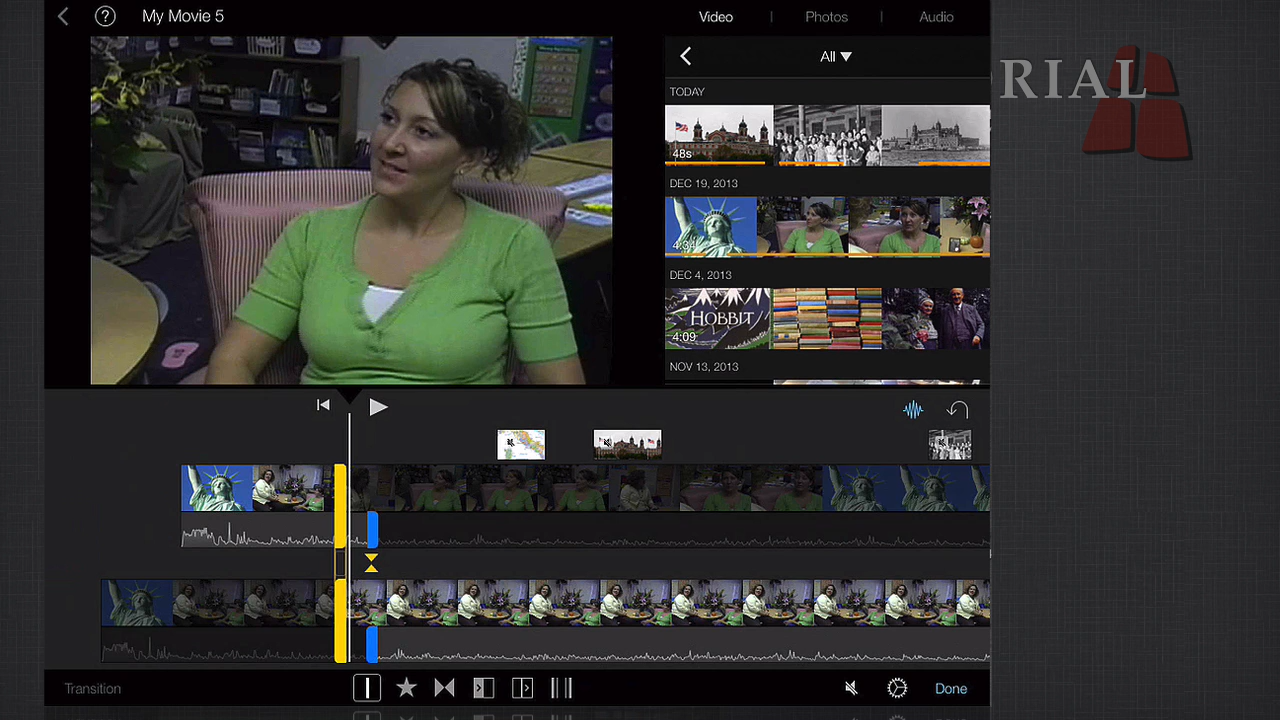 My Movie 5
Video
Photos
Audio
RIAL
All
TODAY
48s
DEC 19, 2013
4:34
DEC 4, 2013
HOBBIT
4:09
NOV 13, 2013
Transition
Done